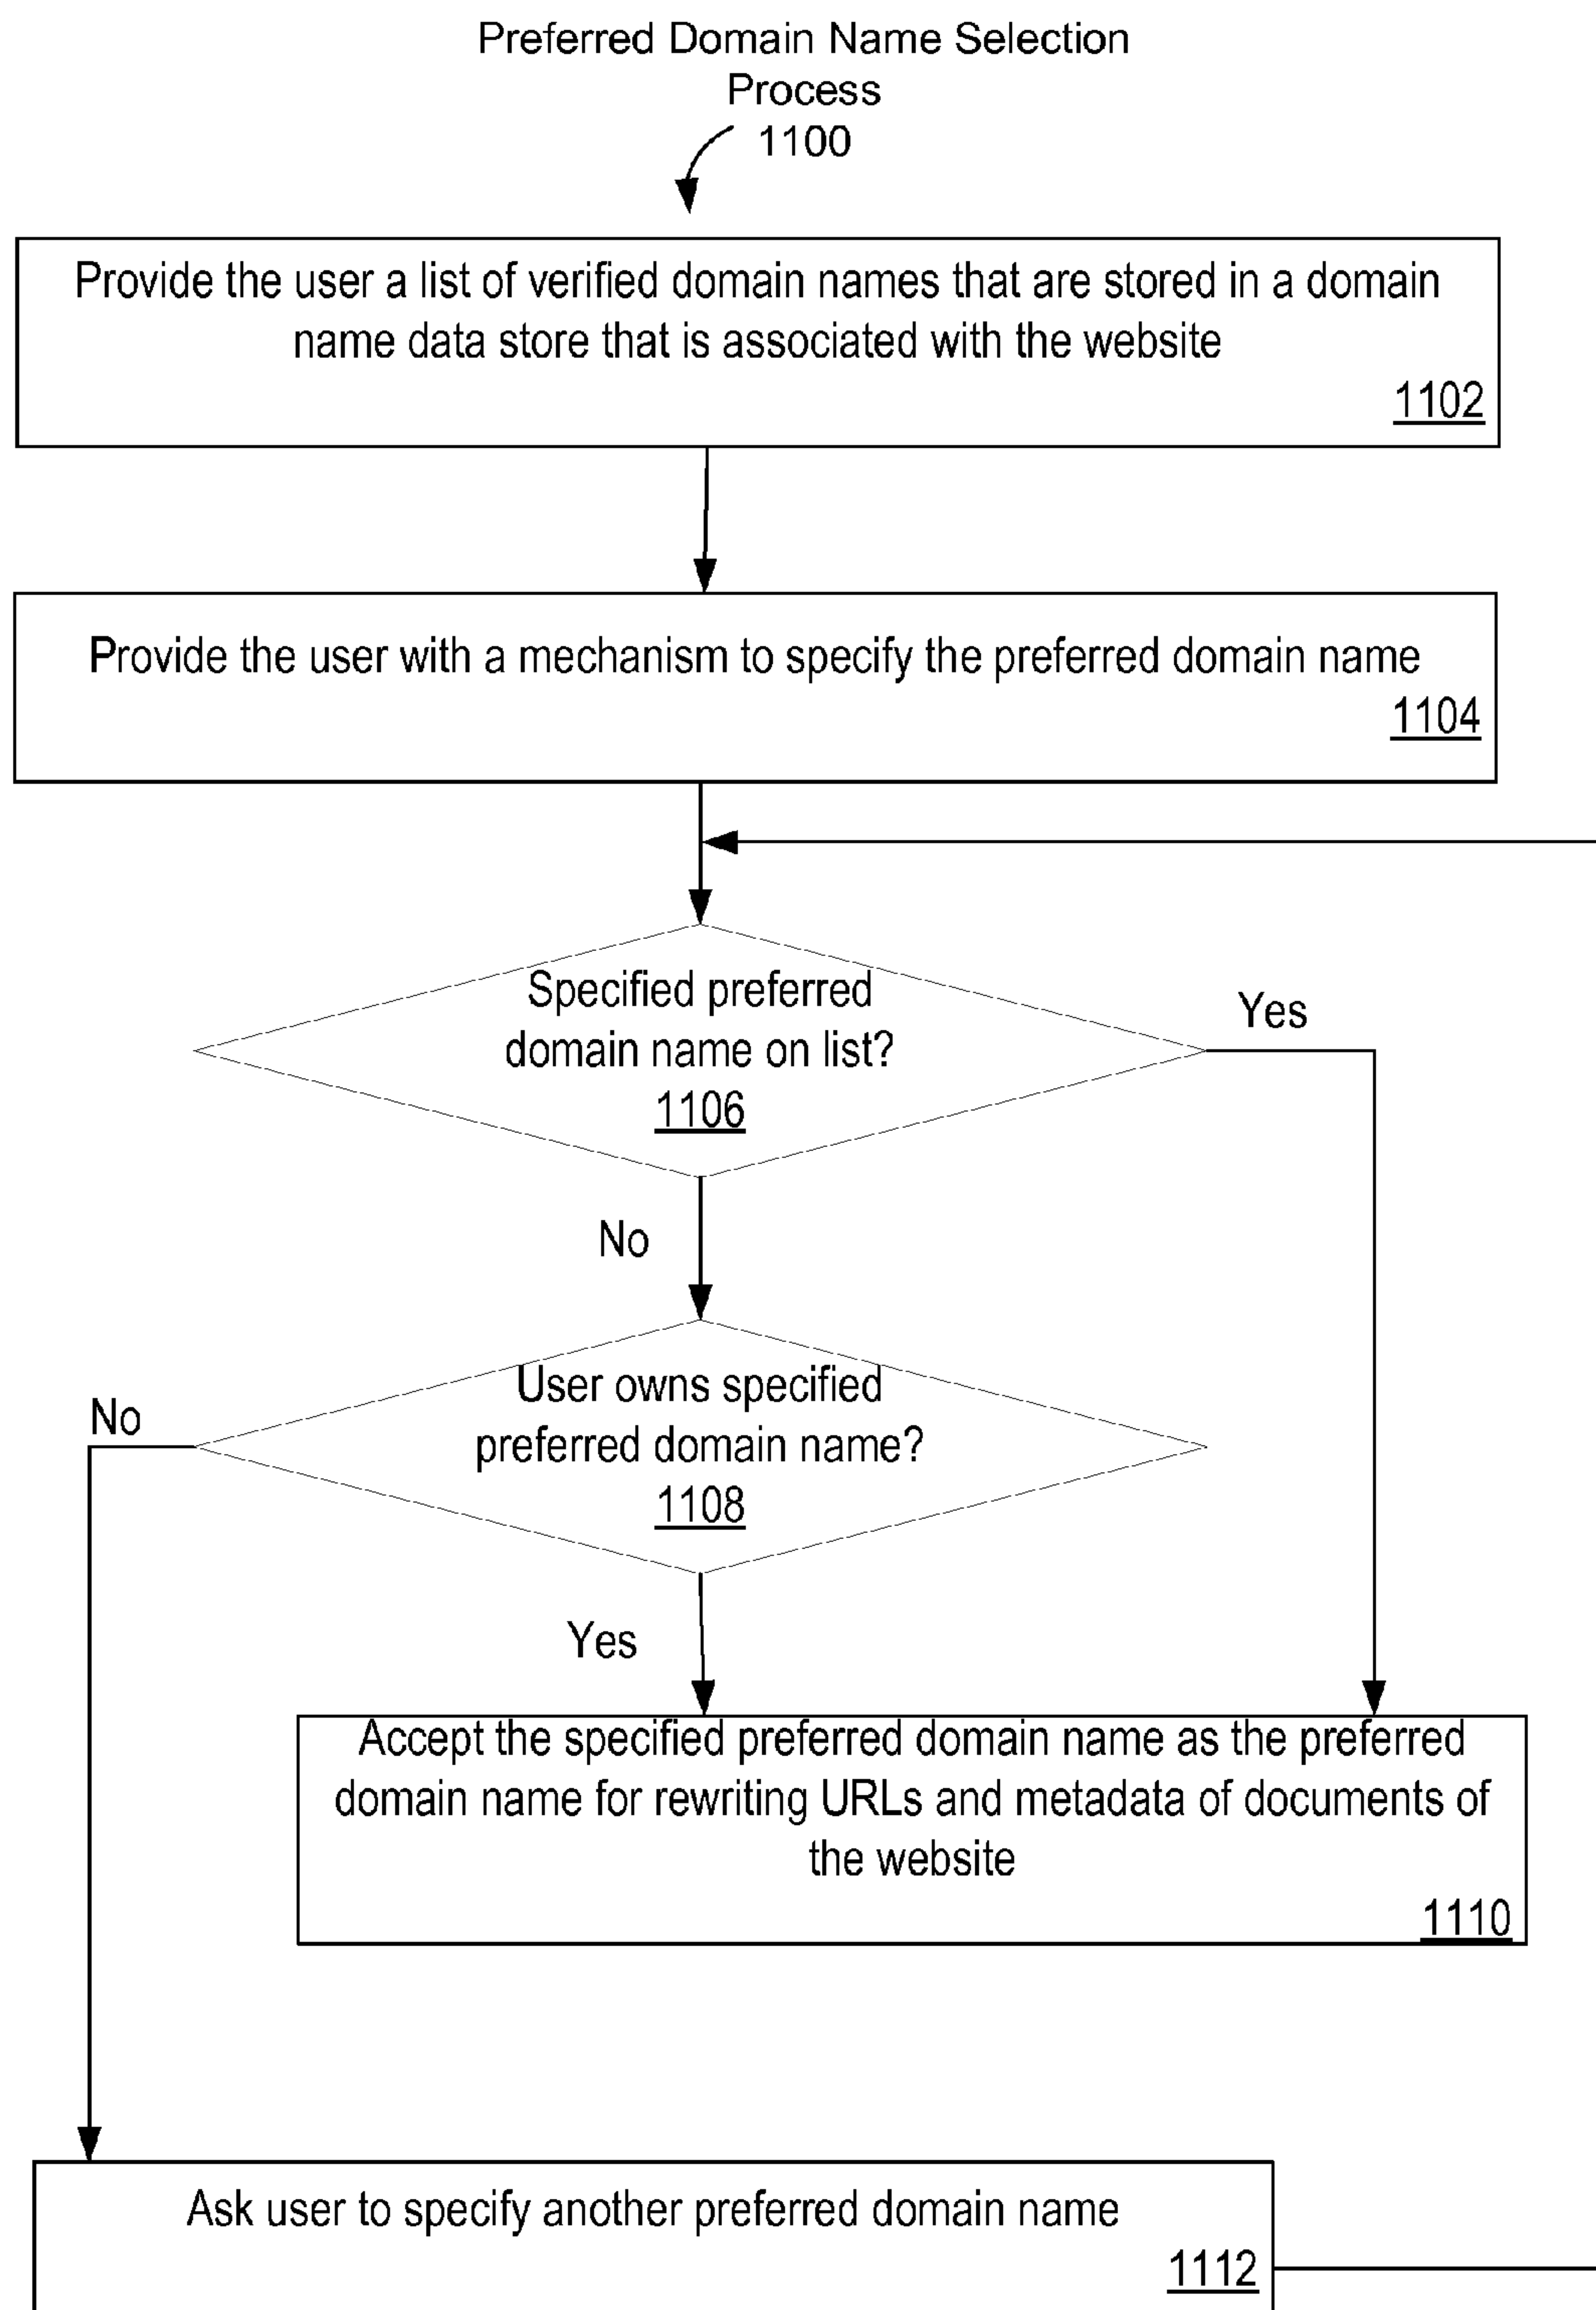 Preferred Domain Name Selection
Process
1100
Provide the user a list of verified domain names that are stored in a domain
name data store that is associated with the website
1102
Provide the user with a mechanism to specify the preferred domain name
1104
Specified preferred
domain name on list?
1106
Yes
No
User owns specified
preferred domain name?
1108
No
Yes
Accept the specified preferred domain name as the preferred
domain name for rewriting URLs and metadata of documents of
the website
1110
Ask user to specify another preferred domain name
1112